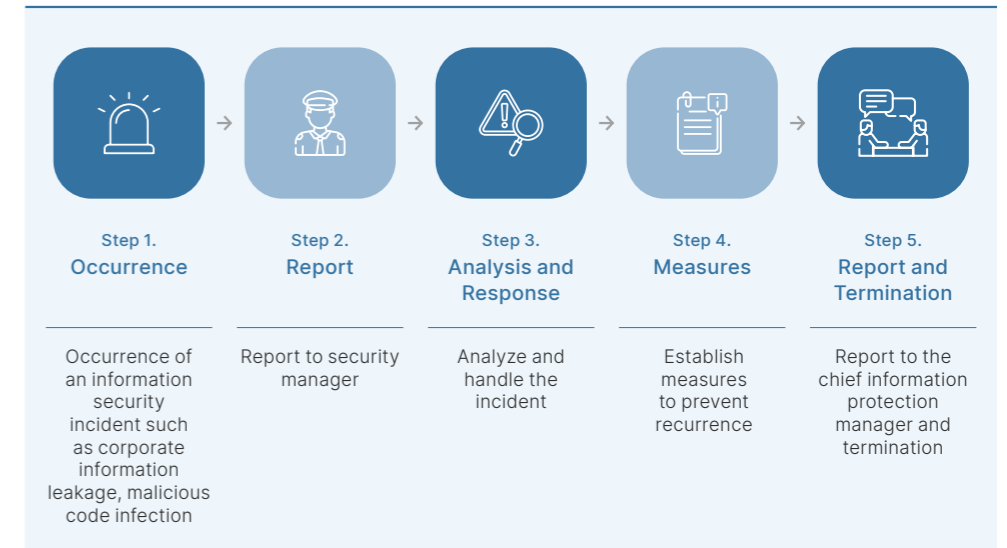 Step 1.
Occurrence
Occurrence of
an information
security
incident such
as corporate
information
leakage, malicious
code infection
Step 2.
Report
Report to security
manager
Step 3.
Analysis and
Response
Analyze and
handle the
incident
Step 4.
Measures
Establish
measures
to prevent
recurrence
Step 5.
Report and
Termination
Report to the
chief information
protection
manager and
termination